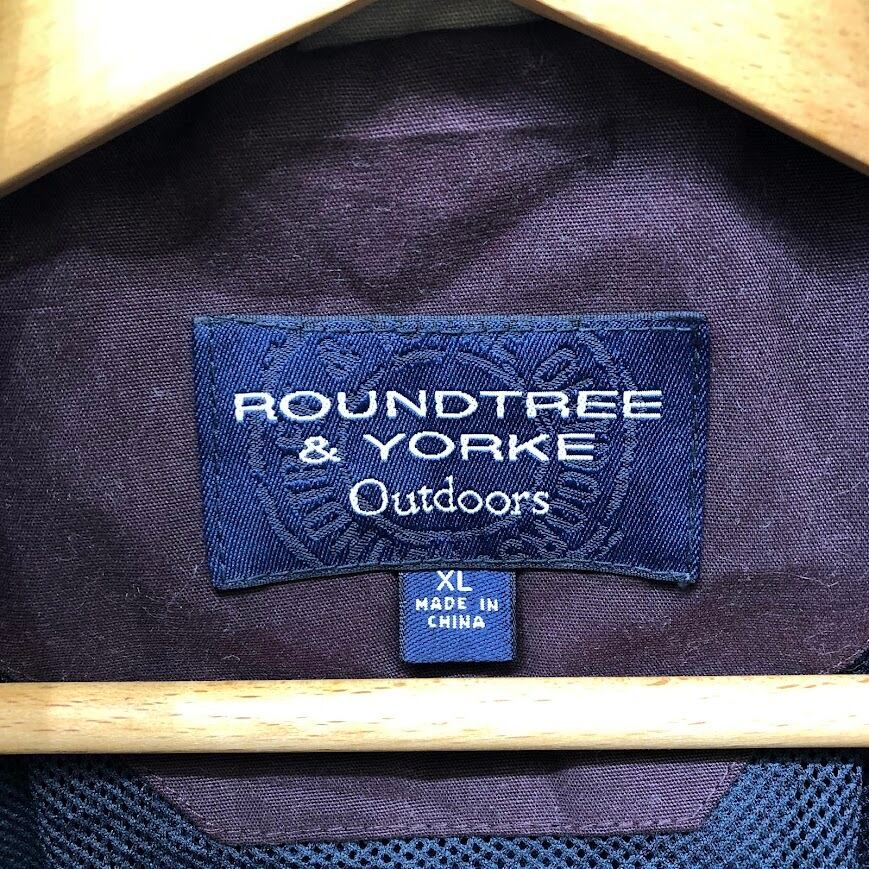 ROUNDTREE
& YORKE
Outdoors
XL
MADE IN
CHINA